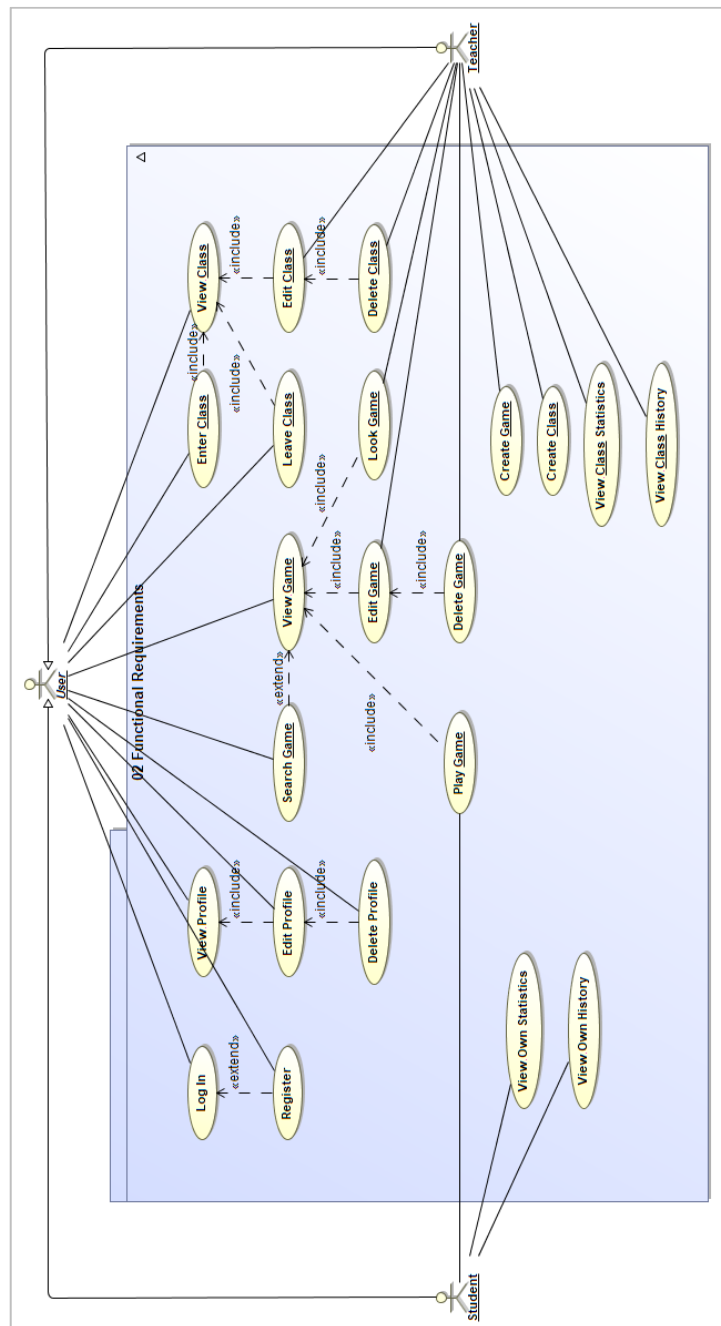 User
02 Functional Requirements
Student
Teacher
Log In
«extend»
Register
View Profile
«include»
Edit Profile
«include»
Delete Profile
Search Game
«extend»
View Game
«include»
Edit Game
«include»
Delete Game
«include»
Play Game
«include»
Look Game
Enter Class
«include»
View Class
«include»
Leave Class
«include»
Edit Class
«include»
Delete Class
View Own Statistics
View Own History
Create Game
Create Class
View Class Statistics
View Class History